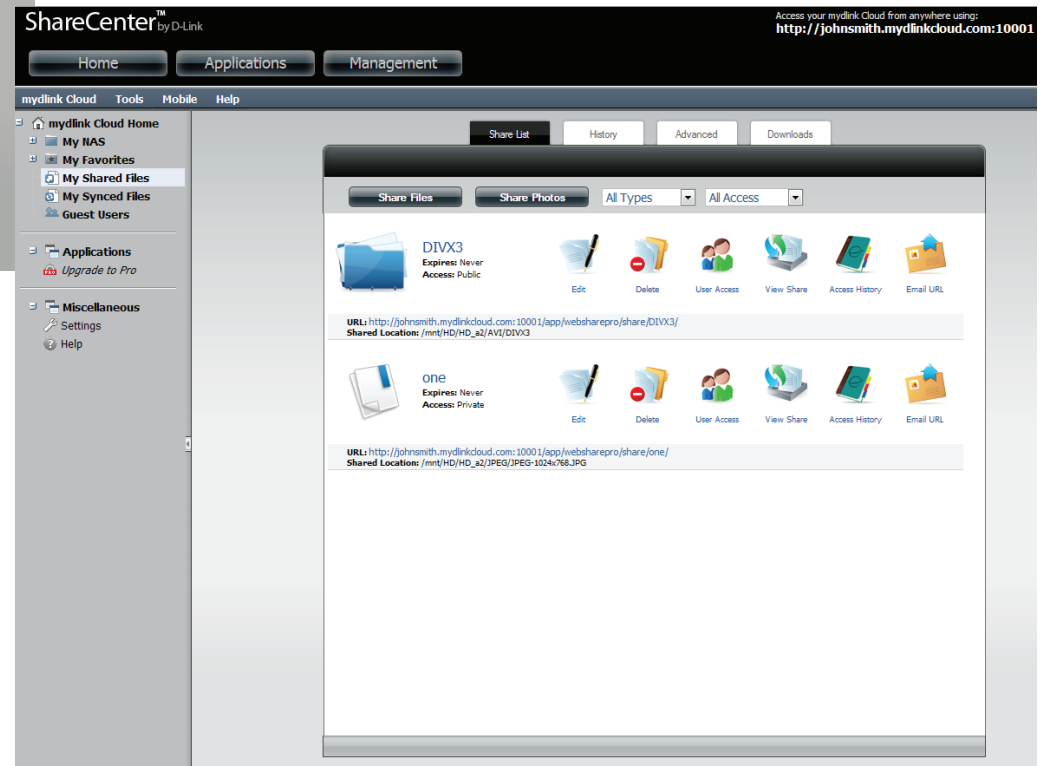 ShareCenter™ by D-Link
Access your mydlink Cloud from anywhere using:
http://johnsmith.mydlinkcloud.com:10001
Home Applications Management
mydlink Cloud Tools Mobile Help
mydlink Cloud Home
My NAS
My Favorites
My Shared Files
My Synced Files
Guest Users
Applications
Upgrade to Pro
Miscellaneous
Settings
Help
Share List History Advanced Downloads
Share Files Share Photos All Types All Access
DIVX3
Expires: Never
Access: Public
Edit Delete User Access View Share Access History Email URL
URL: http://johnsmith.mydlinkcloud.com:10001/app/websharepro/share/DIVX3/
Shared Location: /mnt/HD/HD_a2/AVI/DIVX3
one
Expires: Never
Access: Private
Edit Delete User Access View Share Access History Email URL
URL: http://johnsmith.mydlinkcloud.com:10001/app/websharepro/share/one/
Shared Location: /mnt/HD/HD_a2/JPEG/JPEG-1024x768.JPG